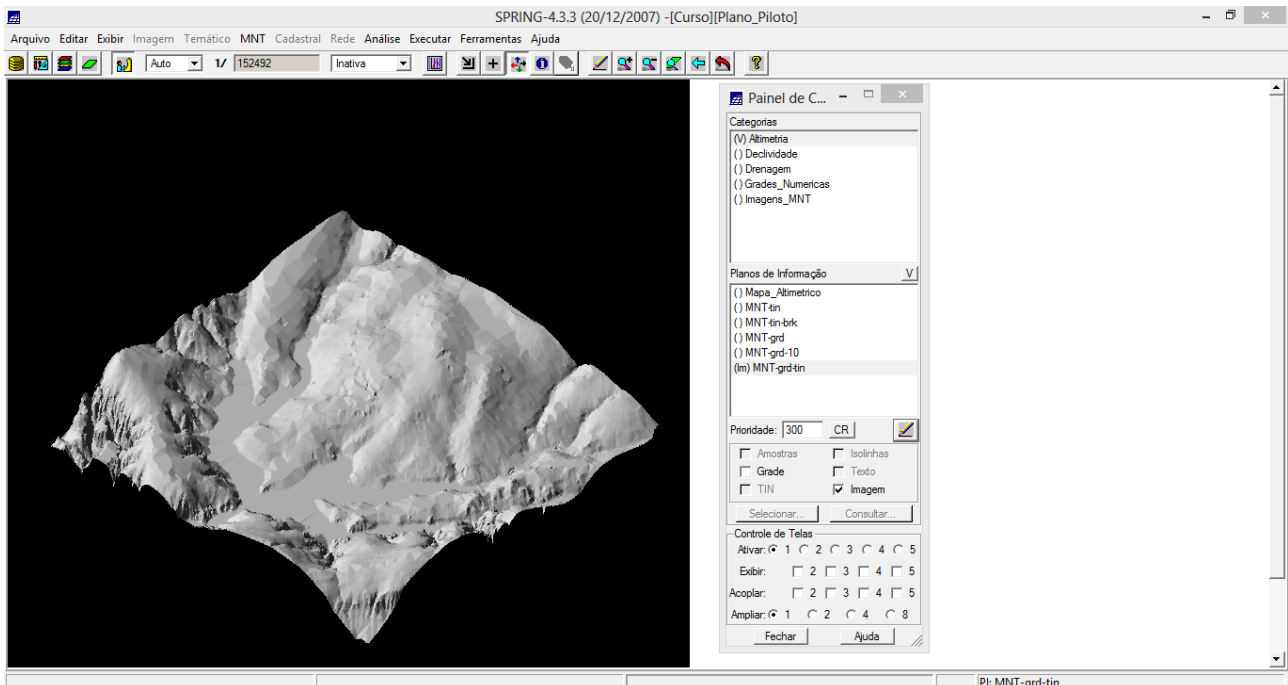 SPRING-4.3.3 (20/12/2007) -[Curso][Plano_Piloto]
Arquivo Editar Exibir Imagem Temático MNT Cadastral Rede Análise Executar Ferramentas Ajuda
Auto 1/ 152492 Inativa
Painel de C...
Categorias
(V) Altimetria
( ) Declividade
( ) Drenagem
( ) Grades_Numericas
( ) Imagens_MNT
Planos de Informação V
( ) Mapa_Altimetrico
( ) MNT-tin
( ) MNT-tin-brk
( ) MNT-grd
( ) MNT-grd-10
(Im) MNT-grd-tin
Prioridade: 300 CR
Amostras Isolinhas
Grade Texto
TIN Imagem
Selecionar... Consultar...
Controle de Telas
Ativar: 1 2 3 4 5
Exibir: 2 3 4 5
Acoplar: 2 3 4 5
Ampliar: 1 2 4 8
Fechar Ajuda
PI: MNT-grd-tin